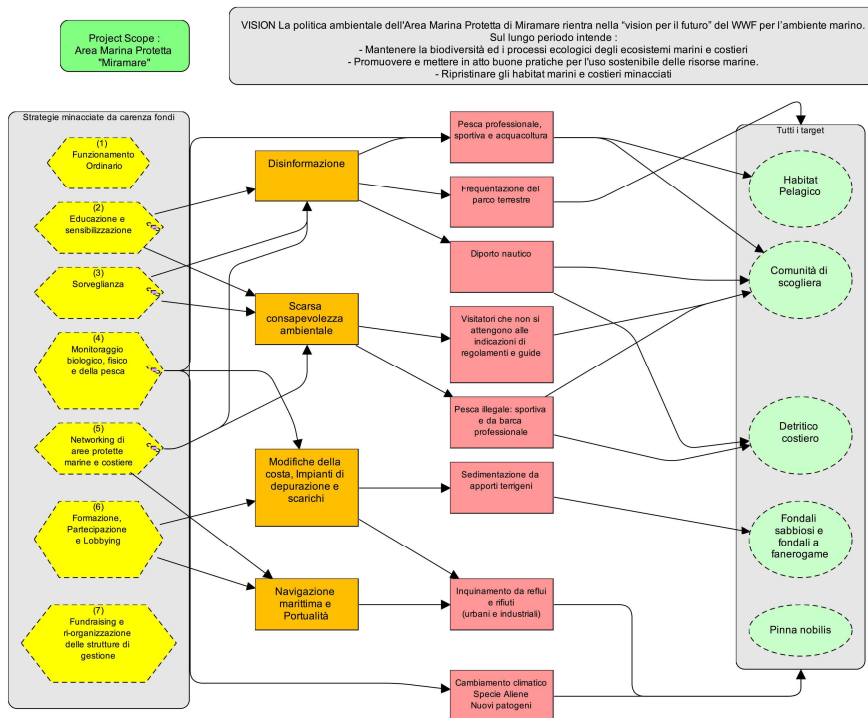 Project Scope :
Area Marina Protetta
"Miramare"
VISION La politica ambientale dell'Area Marina Protetta di Miramare rientra nella “vision per il futuro” del WWF per l'ambiente marino.
Sul lungo periodo intende :
- Mantenere la biodiversità ed i processi ecologici degli ecosistemi marini e costieri
- Promuovere e mettere in atto buone pratiche per l'uso sostenibile delle risorse marine.
- Ripristinare gli habitat marini e costieri minacciati
Strategie minacciate da carenza fondi
(1)
Funzionamento
Ordinario
(2)
Educazione e
sensibilizzazione
(3)
Sorveglianza
(4)
Monitoraggio
biologico, fisico
e della pesca
(5)
Networking di
aree protette
marine e costiere
(6)
Formazione,
Partecipazione
e Lobbying
(7)
Fundraising e
ri-organizzazione
delle strutture di
gestione
Disinformazione
Scarsa
consapevolezza
ambientale
Modifiche della
costa, Impianti di
depurazione e
scarichi
Navigazione
marittima e
Portualità
Pesca professionale,
sportiva e acquacoltura
Frequentazione del
parco terrestre
Diporto nautico
Visitatori che non si
attengono alle
indicazioni di
regolamenti e guide
Pesca illegale: sportiva
e da barca
professionale
Sedimentazione da
apporti terrigeni
Inquinamento da reflui
e rifiuti
(urbani e industriali)
Cambiamento climatico
Specie Aliene
Nuovi patogeni
Tutti i target
Habitat
Pelagico
Comunità di
scogliera
Detritico
costiero
Fondali
sabbiosi e
fondali a
fanerogame
Pinna nobilis